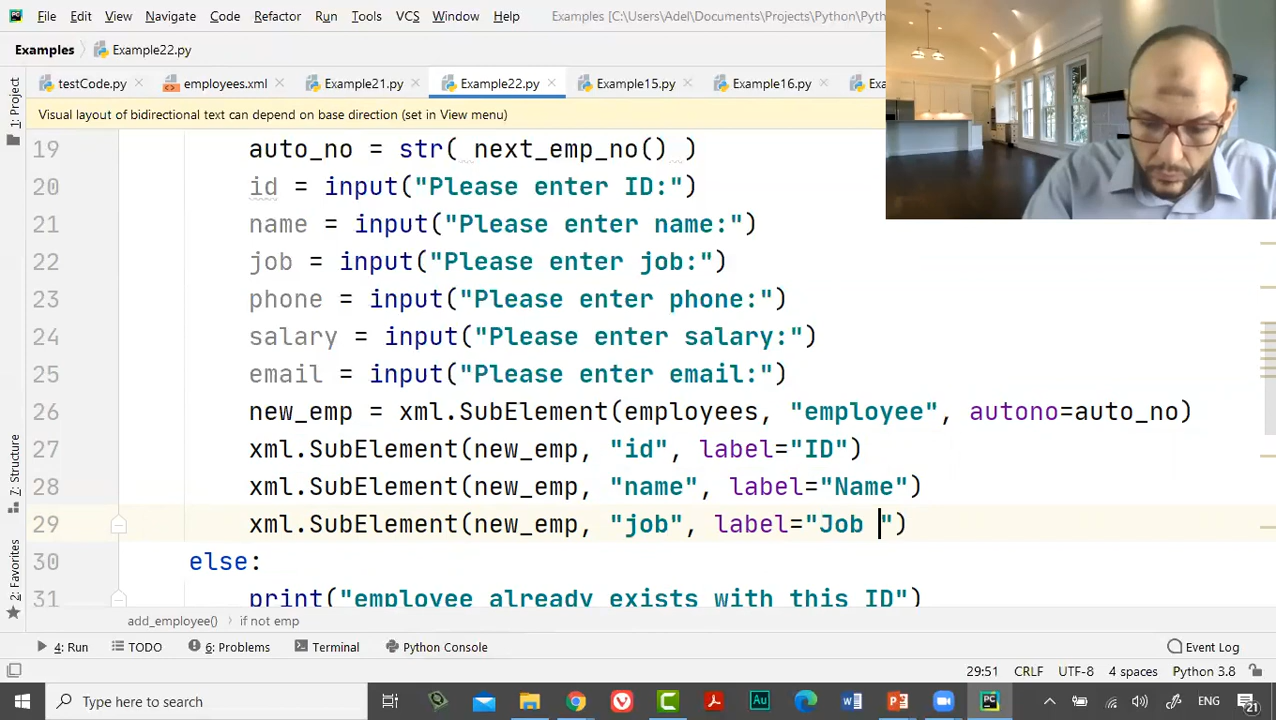 File Edit View Navigate Code Refactor Run Tools VCS Window Help Examples [C:\Users\Adel\Documents\Projects\Python\Pyth
Examples Example22.py
testCode.py employees.xml Example21.py Example22.py Example15.py Example16.py Exa
Visual layout of bidirectional text can depend on base direction (set in View menu)
1: Project
19 auto_no = str( next_emp_no() )
20 id = input("Please enter ID:")
21 name = input("Please enter name:")
22 job = input("Please enter job:")
23 phone = input("Please enter phone:")
24 salary = input("Please enter salary:")
25 email = input("Please enter email:")
26 new_emp = xml.SubElement(employees, "employee", autono=auto_no)
27 xml.SubElement(new_emp, "id", label="ID")
28 xml.SubElement(new_emp, "name", label="Name")
29 xml.SubElement(new_emp, "job", label="Job ")
30 else:
31 print("employee already exists with this ID")
Z: Structure
2: Favorites
add_employee() if not emp
4: Run TODO 6: Problems Terminal Python Console Event Log
29:51 CRLF UTF-8 4 spaces Python 3.8
Type here to search
ENG
21